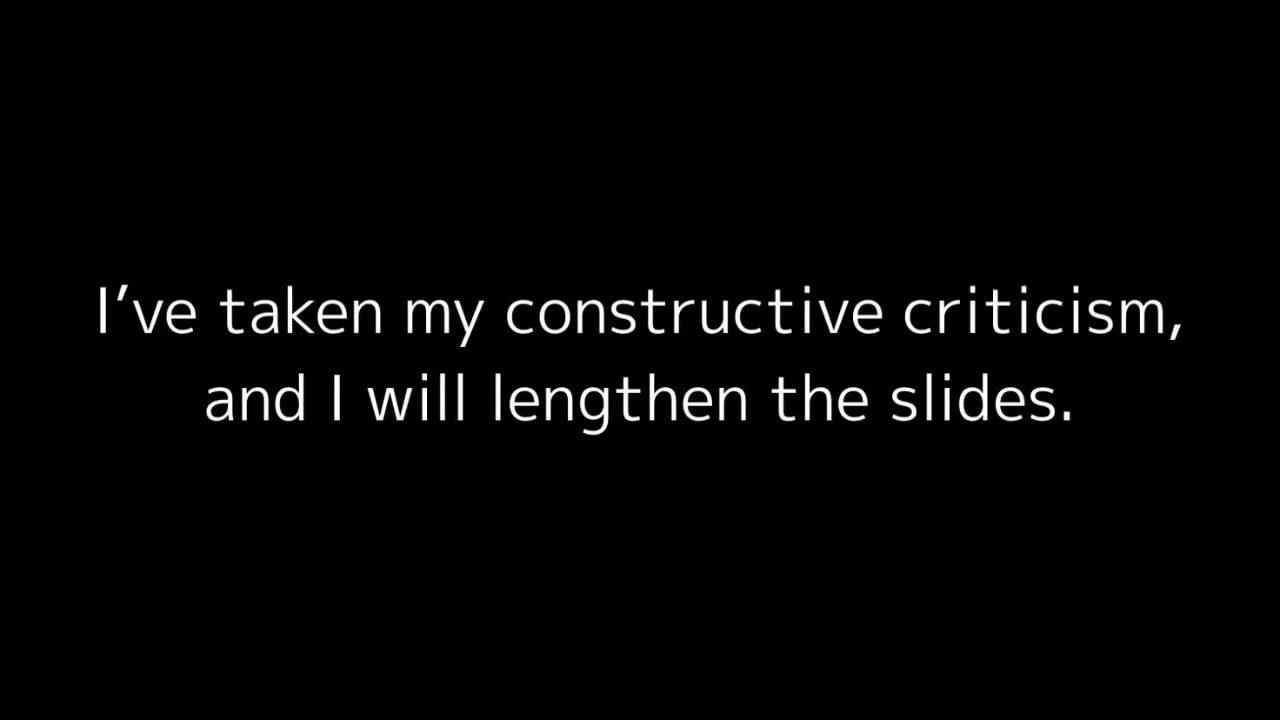 I’ve taken my constructive criticism,
and I will lengthen the slides.